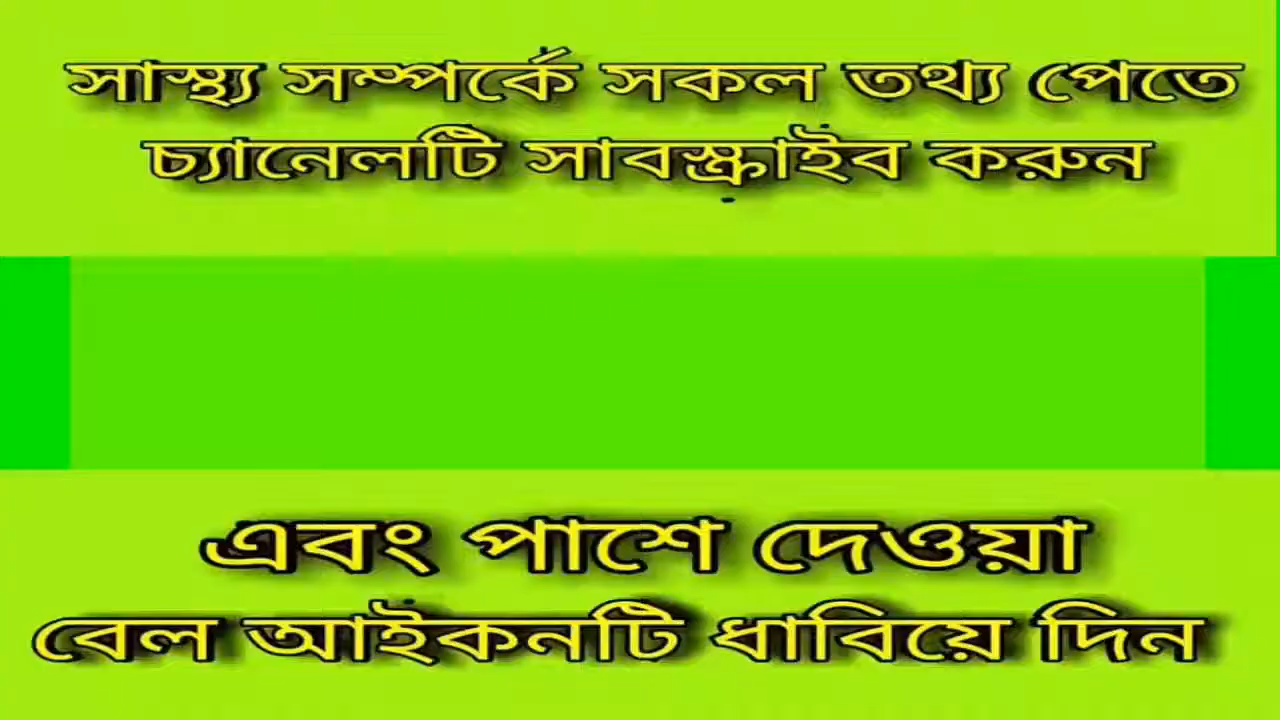 সাস্থ্য সম্পর্কে সকল তথ্য পেতে
চ্যানেলটি সাবস্ক্রাইব করুন
এবং পাশে দেওয়া
বেল আইকনটি ধাবিয়ে দিন